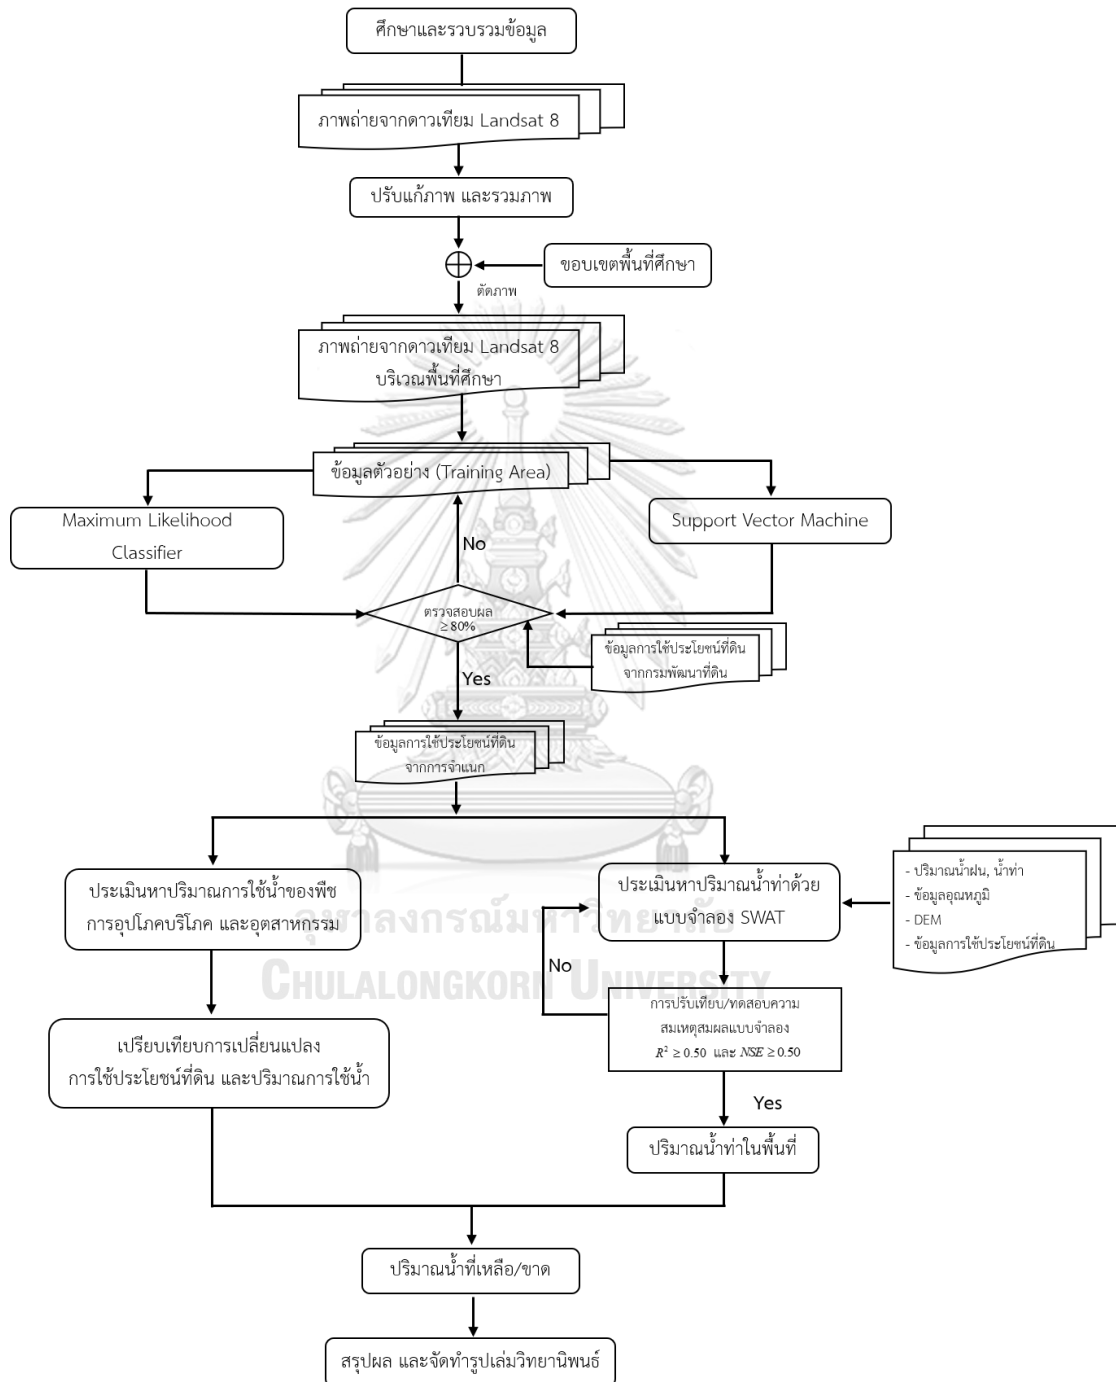 ศึกษาและรวบรวมข้อมูล
ภาพถ่ายจากดาวเทียม Landsat 8
ปรับแก้ภาพ และรวมภาพ
ขอบเขตพื้นที่ศึกษา
ตัดภาพ
ภาพถ่ายจากดาวเทียม Landsat 8
บริเวณพื้นที่ศึกษา
ข้อมูลตัวอย่าง (Training Area)
Maximum Likelihood
Classifier
Support Vector Machine
No
ตรวจสอบผล
≥ 80%
ข้อมูลการใช้ประโยชน์ที่ดิน
จากกรมพัฒนาที่ดิน
Yes
ข้อมูลการใช้ประโยชน์ที่ดิน
จากการจำแนก
ประเมินหาปริมาณการใช้น้ำของพืช
การอุปโภคบริโภค และอุตสาหกรรม
ประเมินหาปริมาณน้ำท่าด้วย
แบบจำลอง SWAT
- ปริมาณน้ำฝน, น้ำท่า
- ข้อมูลอุณหภูมิ
- DEM
- ข้อมูลการใช้ประโยชน์ที่ดิน
จุฬาลงกรณ์มหาวิทยาลัย
CHULALONGKORN UNIVERSITY
No
การปรับเทียบ/ทดสอบความ
สมเหตุสมผลแบบจำลอง
R² ≥ 0.50 และ NSE ≥ 0.50
เปรียบเทียบการเปลี่ยนแปลง
การใช้ประโยชน์ที่ดิน และปริมาณการใช้น้ำ
Yes
ปริมาณน้ำท่าในพื้นที่
ปริมาณน้ำที่เหลือ/ขาด
สรุปผล และจัดทำรูปเล่มวิทยานิพนธ์